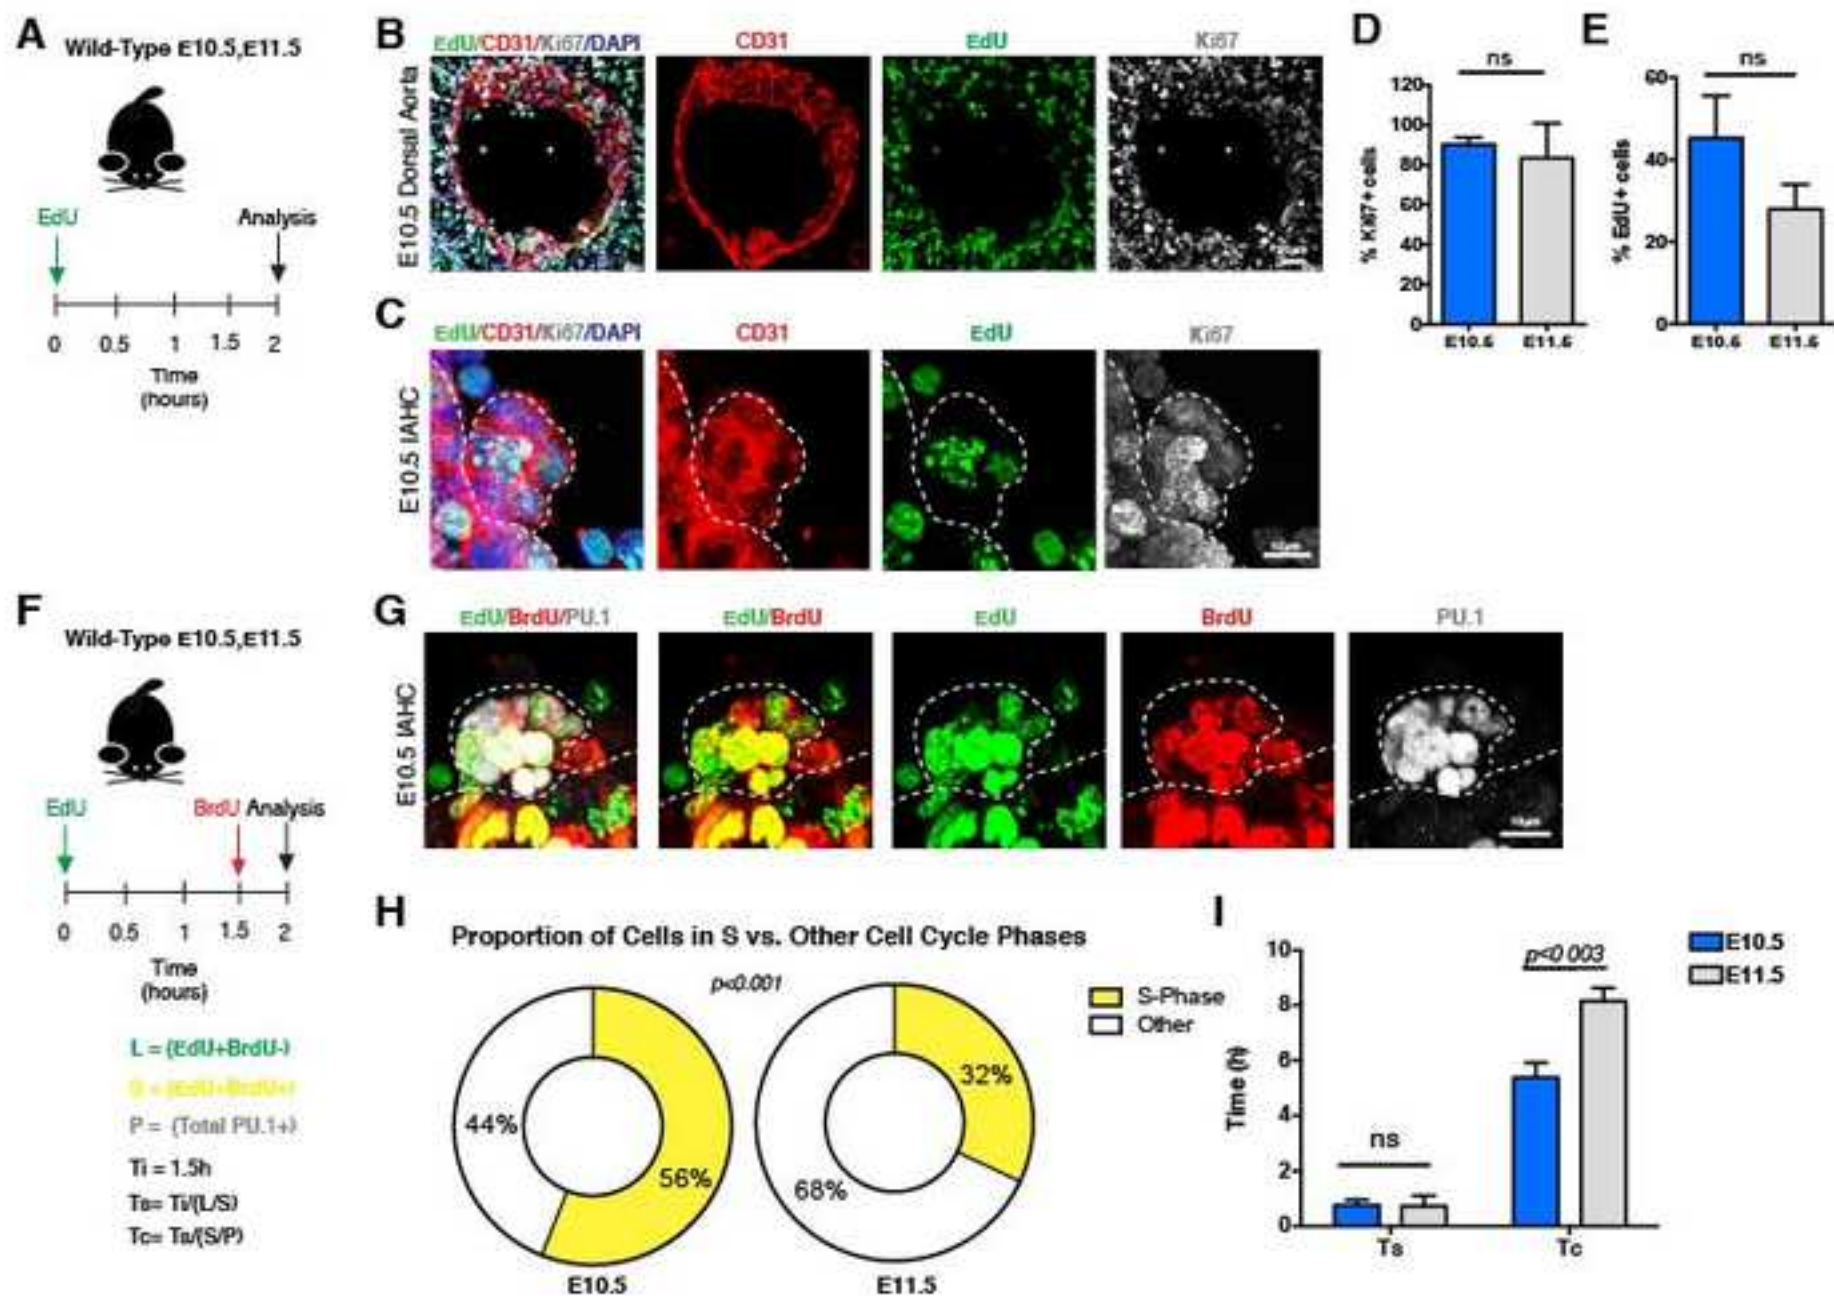 A
Wild-Type E10.5,E11.5
EdU
Analysis
0 0.5 1 1.5 2
Time
(hours)
B
EdU/CD31/Ki67/DAPI
CD31
EdU
Ki67
E10.5 Dorsal Aorta
C
EdU/CD31/Ki67/DAPI
CD31
EdU
Ki67
E10.5 IAHC
D
ns
% Ki67+ cells
120
100
80
60
40
20
0
E10.5 E11.5
E
ns
% EdU+ cells
60
40
20
0
E10.5 E11.5
F
Wild-Type E10.5,E11.5
EdU
BrdU Analysis
0 0.5 1 1.5 2
Time
(hours)
L = (EdU+BrdU-)
S = (EdU+BrdU+)
P = (Total PU.1+)
Ti = 1.5h
Ts= Ti/(L/S)
Tc= Ts/(S/P)
G
EdU/BrdU/PU.1
EdU/BrdU
EdU
BrdU
PU.1
E10.5 IAHC
H
Proportion of Cells in S vs. Other Cell Cycle Phases
p<0.001
44%
56%
E10.5
68%
32%
E11.5
S-Phase
Other
I
Time (h)
10
8
6
4
2
0
ns
p<0 003
Ts
Tc
E10.5
E11.5